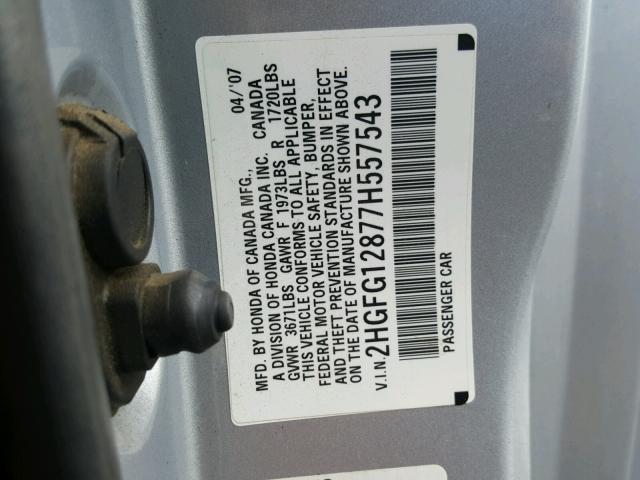 MFD. BY HONDA OF CANADA MFG., 04/'07
A DIVISION OF HONDA CANADA INC. CANADA
GVWR 3671LBS GAWR F 1973LBS R 1720LBS
THIS VEHICLE CONFORMS TO ALL APPLICABLE
FEDERAL MOTOR VEHICLE SAFETY, BUMPER,
AND THEFT PREVENTION STANDARDS IN EFFECT
ON THE DATE OF MANUFACTURE SHOWN ABOVE.
V.I.N. 2HGFG12877H557543
PASSENGER CAR